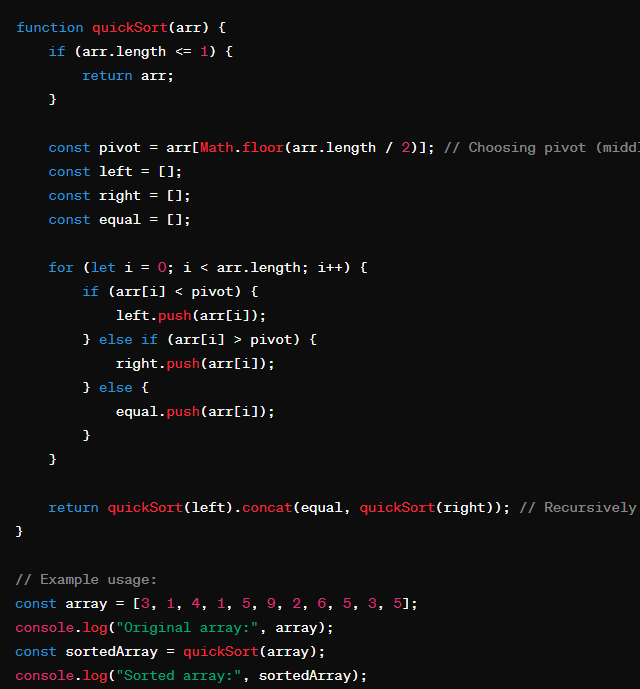 function quickSort(arr) {
    if (arr.length <= 1) {
        return arr;
    }

    const pivot = arr[Math.floor(arr.length / 2)]; // Choosing pivot
    const left = [];
    const right = [];
    const equal = [];

    for (let i = 0; i < arr.length; i++) {
        if (arr[i] < pivot) {
            left.push(arr[i]);
        } else if (arr[i] > pivot) {
            right.push(arr[i]);
        } else {
            equal.push(arr[i]);
        }
    }

    return quickSort(left).concat(equal, quickSort(right)); // Recursively
}

// Example usage:
const array = [3, 1, 4, 1, 5, 9, 2, 6, 5, 3, 5];
console.log("Original array:", array);
const sortedArray = quickSort(array);
console.log("Sorted array:", sortedArray);